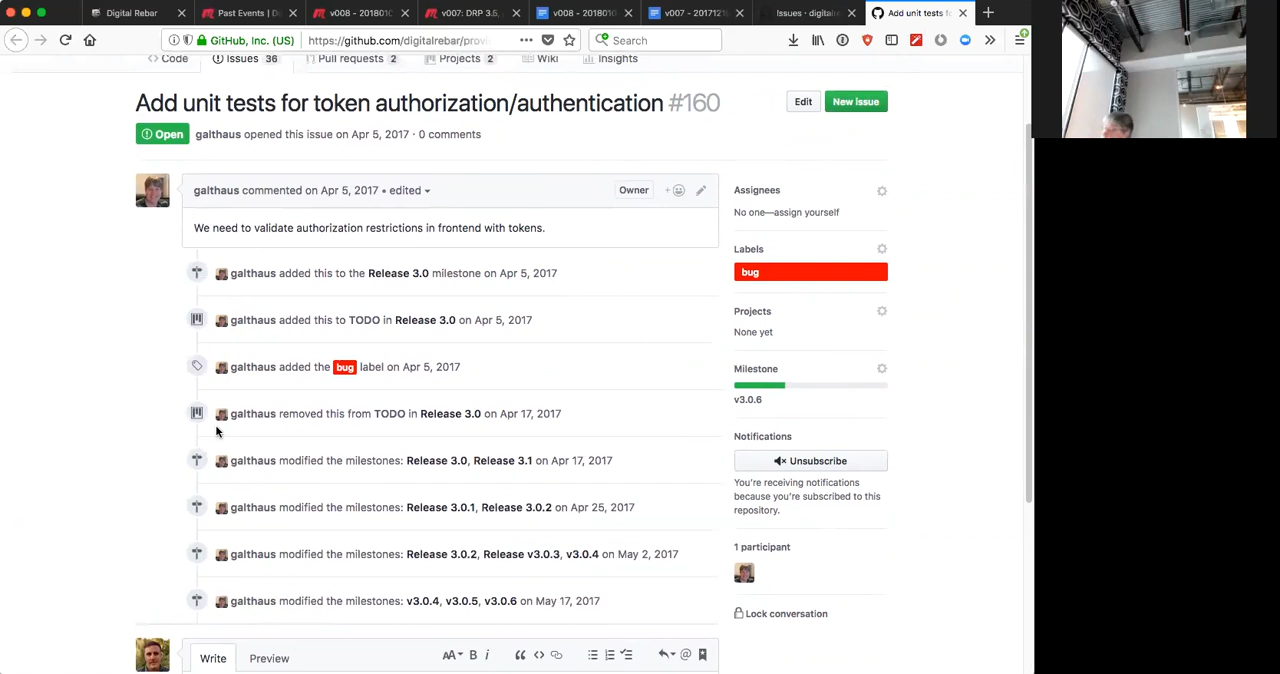 Digital Rebar
Past Events | D
v008 - 201801
v007: DRP 3.5,
v008 - 201801
v007 - 2017121
Issues · digitalre
Add unit tests fo
GitHub, Inc. (US)
https://github.com/digitalrebar/provi
Search
Code
Issues 36
Pull requests 2
Projects 2
Wiki
Insights
Add unit tests for token authorization/authentication #160
Edit
New issue
Open
galthaus opened this issue on Apr 5, 2017 · 0 comments
galthaus commented on Apr 5, 2017 • edited
Owner
We need to validate authorization restrictions in frontend with tokens.
galthaus added this to the Release 3.0 milestone on Apr 5, 2017
galthaus added this to TODO in Release 3.0 on Apr 5, 2017
galthaus added the bug label on Apr 5, 2017
galthaus removed this from TODO in Release 3.0 on Apr 17, 2017
galthaus modified the milestones: Release 3.0, Release 3.1 on Apr 17, 2017
galthaus modified the milestones: Release 3.0.1, Release 3.0.2 on Apr 25, 2017
galthaus modified the milestones: Release 3.0.2, Release v3.0.3, v3.0.4 on May 2, 2017
galthaus modified the milestones: v3.0.4, v3.0.5, v3.0.6 on May 17, 2017
Write
Preview
AA B i
Assignees
No one—assign yourself
Labels
bug
Projects
None yet
Milestone
v3.0.6
Notifications
Unsubscribe
You're receiving notifications
because you're subscribed to this
repository.
1 participant
Lock conversation